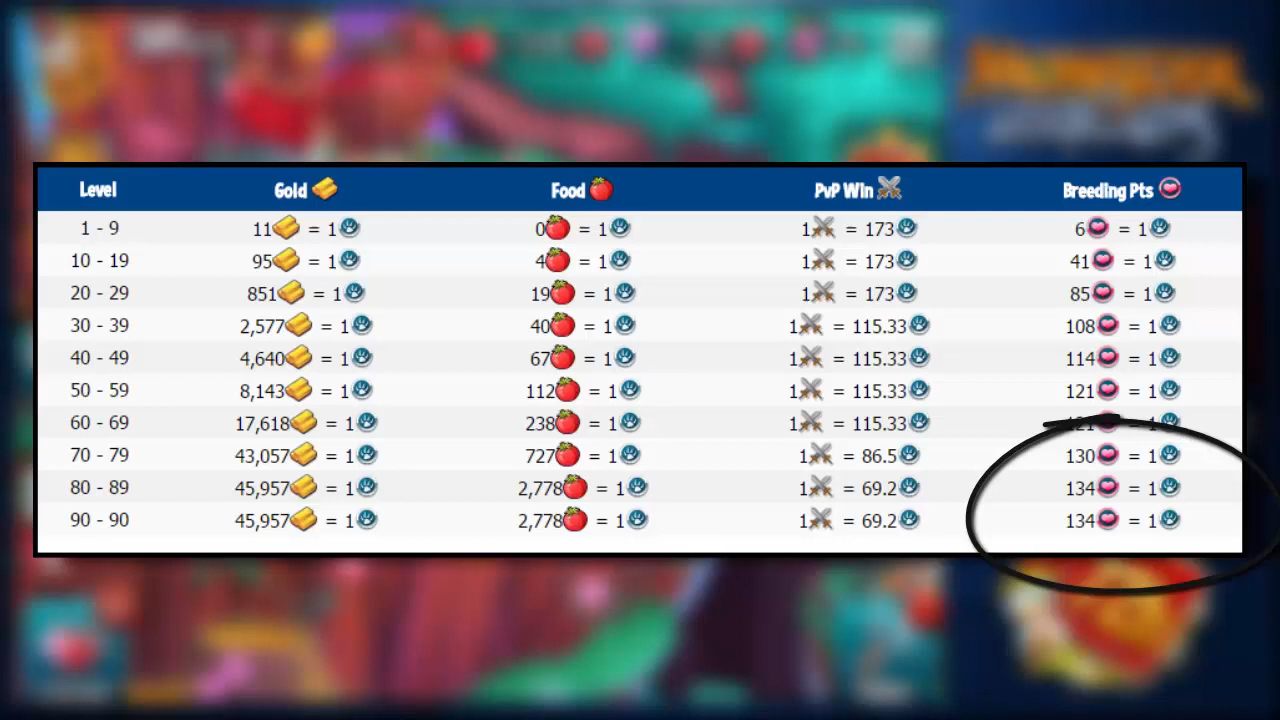 Level Gold Food PvP Win Breeding Pts
1 - 9 11 = 1 0 = 1 1 = 173 6 = 1
10 - 19 95 = 1 4 = 1 1 = 173 41 = 1
20 - 29 851 = 1 19 = 1 1 = 173 85 = 1
30 - 39 2,577 = 1 40 = 1 1 = 115.33 108 = 1
40 - 49 4,640 = 1 67 = 1 1 = 115.33 114 = 1
50 - 59 8,143 = 1 112 = 1 1 = 115.33 121 = 1
60 - 69 17,618 = 1 238 = 1 1 = 115.33 121 = 1
70 - 79 43,057 = 1 727 = 1 1 = 86.5 130 = 1
80 - 89 45,957 = 1 2,778 = 1 1 = 69.2 134 = 1
90 - 90 45,957 = 1 2,778 = 1 1 = 69.2 134 = 1